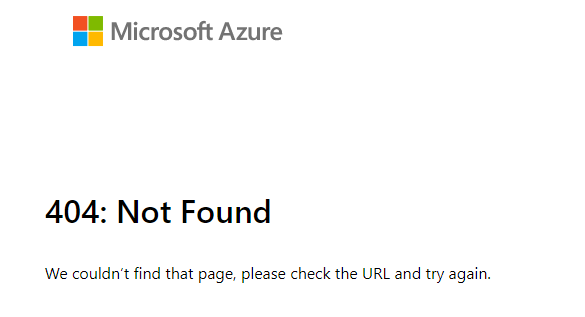 Microsoft Azure
404: Not Found
We couldn't find that page, please check the URL and try again.